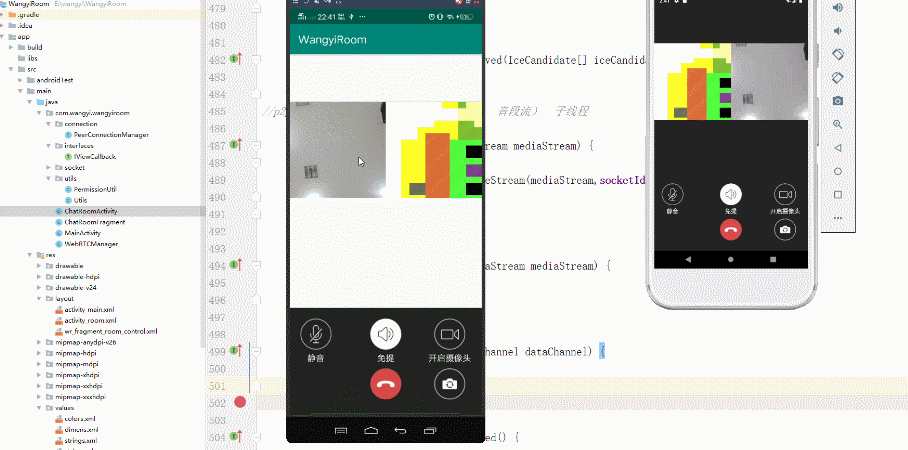 WangyiRoom E:\wangyi\WangyiRoom
.gradle
.idea
app
build
libs
src
androidTest
main
java
com.wangyi.wangyiroom
connection
PeerConnectionManager
interfaces
IViewCallback
socket
utils
PermissionUtil
Utils
ChatRoomActivity
ChatRoomFragment
MainActivity
WebRTCManager
res
drawable
drawable-hdpi
drawable-v24
layout
activity_main.xml
activity_room.xml
wr_fragment_room_control.xml
mipmap-anydpi-v26
mipmap-hdpi
mipmap-mdpi
mipmap-xhdpi
mipmap-xxhdpi
mipmap-xxxhdpi
values
colors.xml
dimens.xml
strings.xml
479
480
481
482
483
484
485
486
487
488
489
490
491
492
493
494
495
496
497
498
499
500
501
502
503
504
ved(IceCandidate[] iceCandid
音段流） 子线程
ream mediaStream) {
eStream(mediaStream,socketId
aStream mediaStream) {
hannel dataChannel) {
ed() {
22:41
WangyiRoom
静音
免提
开启摄像头
2:41
静音
免提
开启摄像头